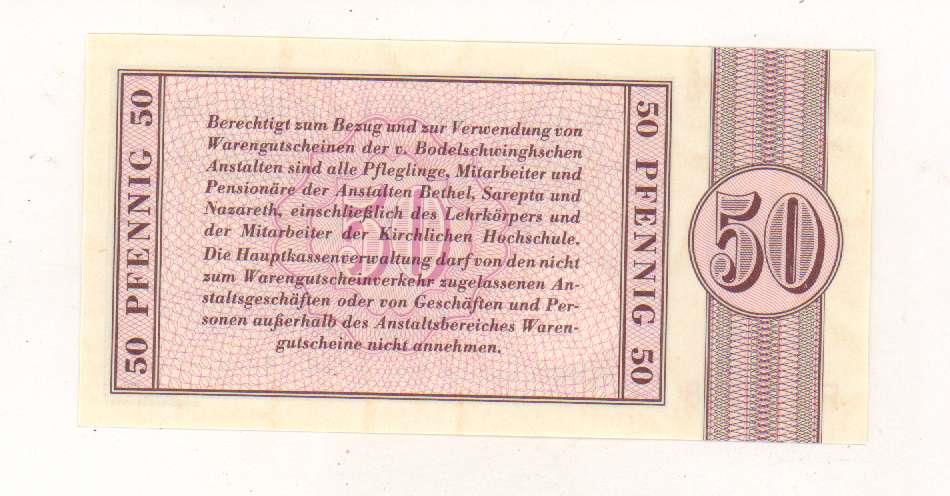 50 PFENNIG 50
Berechtigt zum Bezug und zur Verwendung von
Warengutscheinen der v. Bodelschwinghschen
Anstalten sind alle Pfleglinge, Mitarbeiter und
Pensionäre der Anstalten Bethel, Sarepta und
Nazareth, einschließlich des Lehrkörpers und
der Mitarbeiter der Kirchlichen Hochschule.
Die Hauptkassenverwaltung darf von den nicht
zum Warengutscheinverkehr zugelassenen An-
staltsgeschäften oder von Geschäften und Per-
sonen außerhalb des Anstaltsbereiches Waren-
gutscheine nicht annehmen.
50
50 PFENNIG 50
50